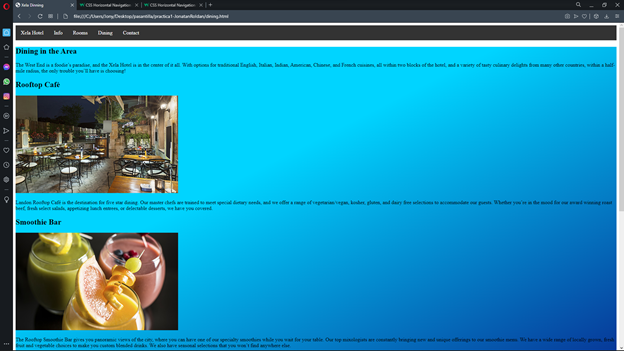 Xela Dinning
CSS Horizontal Navigation
CSS Horizontal Navigation
Xela Hotel Info Rooms Dining Contact
Dining in the Area
The West End is a foodie's paradise, and the Xela Hotel is in the center of it all. With options for traditional English, Italian, Indian, American, Chinese, and French cuisines, all within two blocks of the hotel, and a variety of tasty culinary delights from many other countries, within a half-
mile radius, the only trouble you'll have is choosing!
Rooftop Café
London Rooftop Café is the destination for five star dining. Our master chefs are trained to meet special dietary needs, and we offer a range of vegetarian/vegan, kosher, gluten, and dairy free selections to accommodate our guests. Whether you're in the mood for our award winning roast
beef, fresh select salads, appetizing lunch entrees, or delectable desserts, we have you covered.
Smoothie Bar
The Rooftop Smoothie Bar gives you panoramic views of the city, where you can have one of our specialty smoothies while you wait for your table. Our top mixologists are constantly bringing new and unique offerings to our smoothie menu. We have a wide range of locally grown, fresh
fruit and vegetable choices to make you custom blended drinks. We also have seasonal selections that you won't find anywhere else.